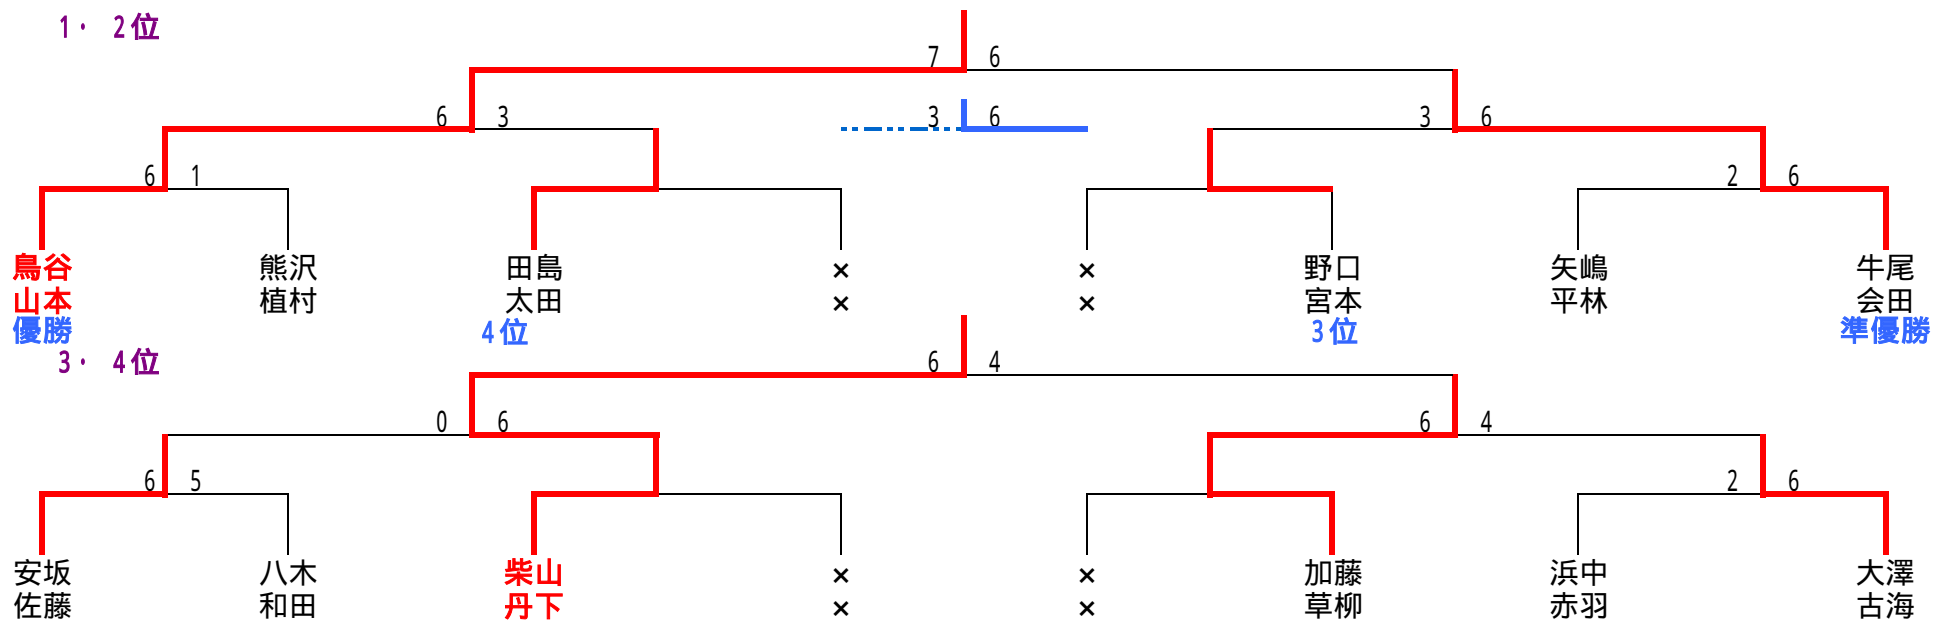 1・ 2位
7 6
6 3 3 6 3 6
6 1 2 6
鳥谷 熊沢 田島 × × 野口 矢嶋 牛尾
山本 植村 太田 × × 宮本 平林 会田
優勝 4位 3位 準優勝
3・ 4位
6 4
0 6 6 4
6 5 2 6
安坂 八木 柴山 × × 加藤 浜中 大澤
佐藤 和田 丹下 × × 草柳 赤羽 古海